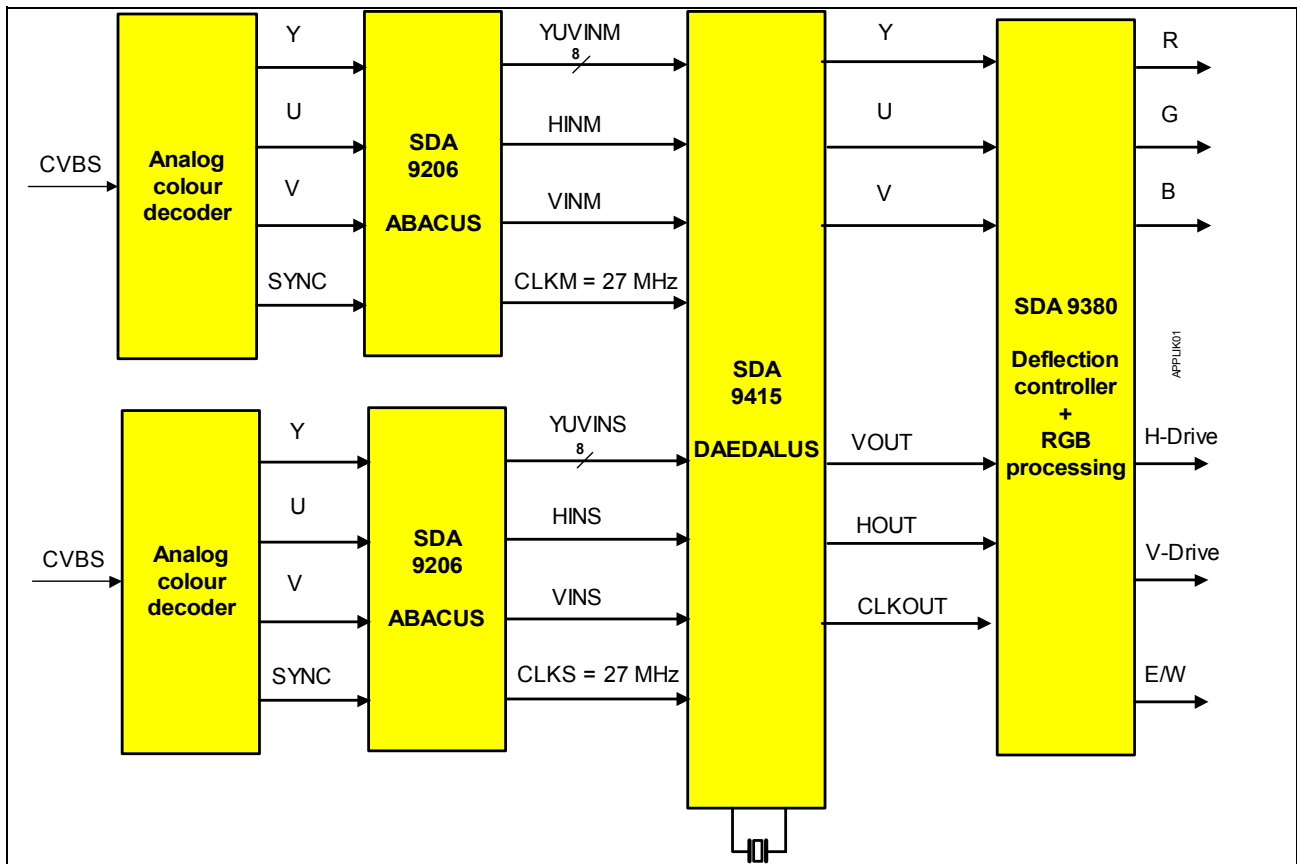 CVBS
Analog
colour
decoder
Y
U
V
SYNC
SDA
9206
ABACUS
YUVINM
8
HINM
VINM
CLKM = 27 MHz
CVBS
Analog
colour
decoder
Y
U
V
SYNC
SDA
9206
ABACUS
YUVINS
8
HINS
VINS
CLKS = 27 MHz
SDA
9415
DAEDALUS
Y
U
V
VOUT
HOUT
CLKOUT
SDA 9380
Deflection
controller
+
RGB
processing
R
G
B
APPLIK01
H-Drive
V-Drive
E/W